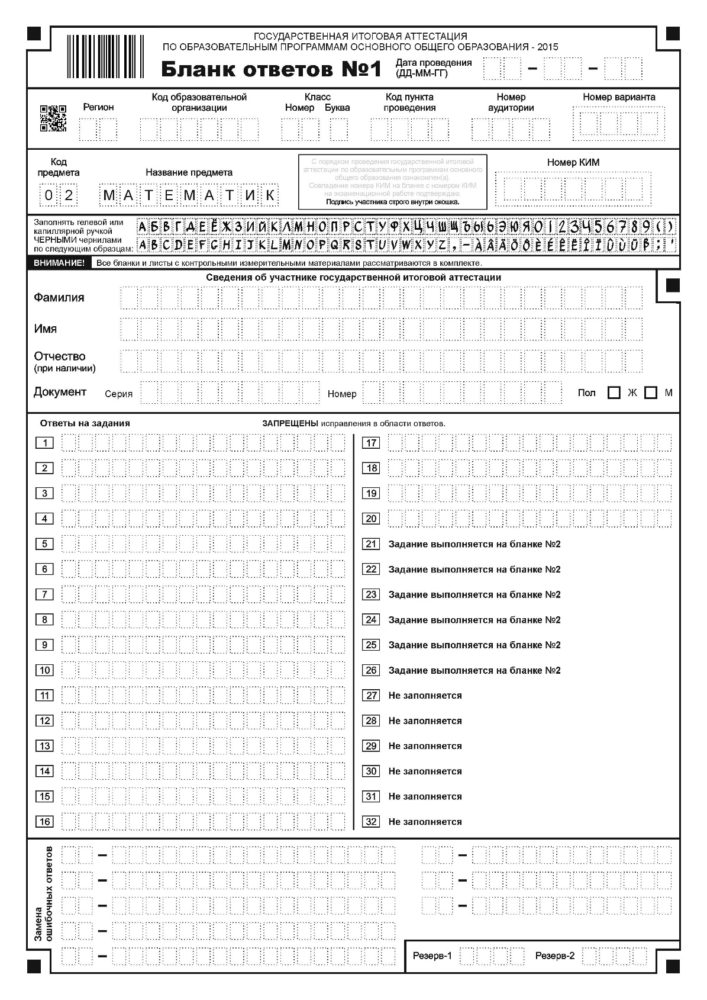 ГОСУДАРСТВЕННАЯ ИТОГОВАЯ АТТЕСТАЦИЯ
ПО ОБРАЗОВАТЕЛЬНЫМ ПРОГРАММАМ ОСНОВНОГО ОБЩЕГО ОБРАЗОВАНИЯ - 2015
Бланк ответов №1
Дата проведения
(ДД-ММ-ГГ)
– –
Регион
Код образовательной
организации
Класс
Номер Буква
Код пункта
проведения
Номер
аудитории
Номер варианта
Код
предмета
0 2
Название предмета
М А Т Е М А Т И К
С порядком проведения государственной итоговой
аттестации по образовательным программам основного
общего образования ознакомлен(а).
Совпадение номера КИМ на бланке с номером КИМ
на экзаменационной работе подтверждаю.
Подпись участника строго внутри окошка.
Номер КИМ
Заполнять гелевой или
капиллярной ручкой
ЧЕРНЫМИ чернилами
по следующим образцам:
А Б В Г Д Е Ё Ж З И Й К Л М Н О П Р С Т У Ф Х Ц Ч Ш Щ Ъ Ы Ь Э Ю Я 0 1 2 3 4 5 6 7 8 9 ( )
A B C D E F G H I J K L M N O P Q R S T U V W X Y Z , -
ВНИМАНИЕ! Все бланки и листы с контрольными измерительными материалами рассматриваются в комплекте.
Сведения об участнике государственной итоговой аттестации
Фамилия
Имя
Отчество
(при наличии)
Документ Серия Номер Пол Ж М
Ответы на задания
ЗАПРЕЩЕНЫ исправления в области ответов.
1
2
3
4
5
6
7
8
9
10
11
12
13
14
15
16
17
18
19
20
21 Задание выполняется на бланке №2
22 Задание выполняется на бланке №2
23 Задание выполняется на бланке №2
24 Задание выполняется на бланке №2
25 Задание выполняется на бланке №2
26 Задание выполняется на бланке №2
27 Не заполняется
28 Не заполняется
29 Не заполняется
30 Не заполняется
31 Не заполняется
32 Не заполняется
Замена
ошибочных ответов
– –
– –
– –
–
–
Резерв-1 Резерв-2